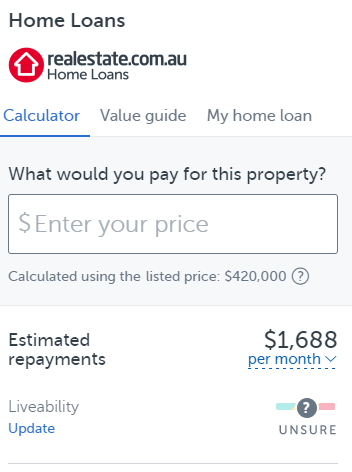 Home Loans
realestate.com.au
Home Loans
Calculator Value guide My home loan
What would you pay for this property?
$ Enter your price
Calculated using the listed price: $420,000 ?
Estimated repayments
$1,688
per month
Liveability
Update
?
UNSURE